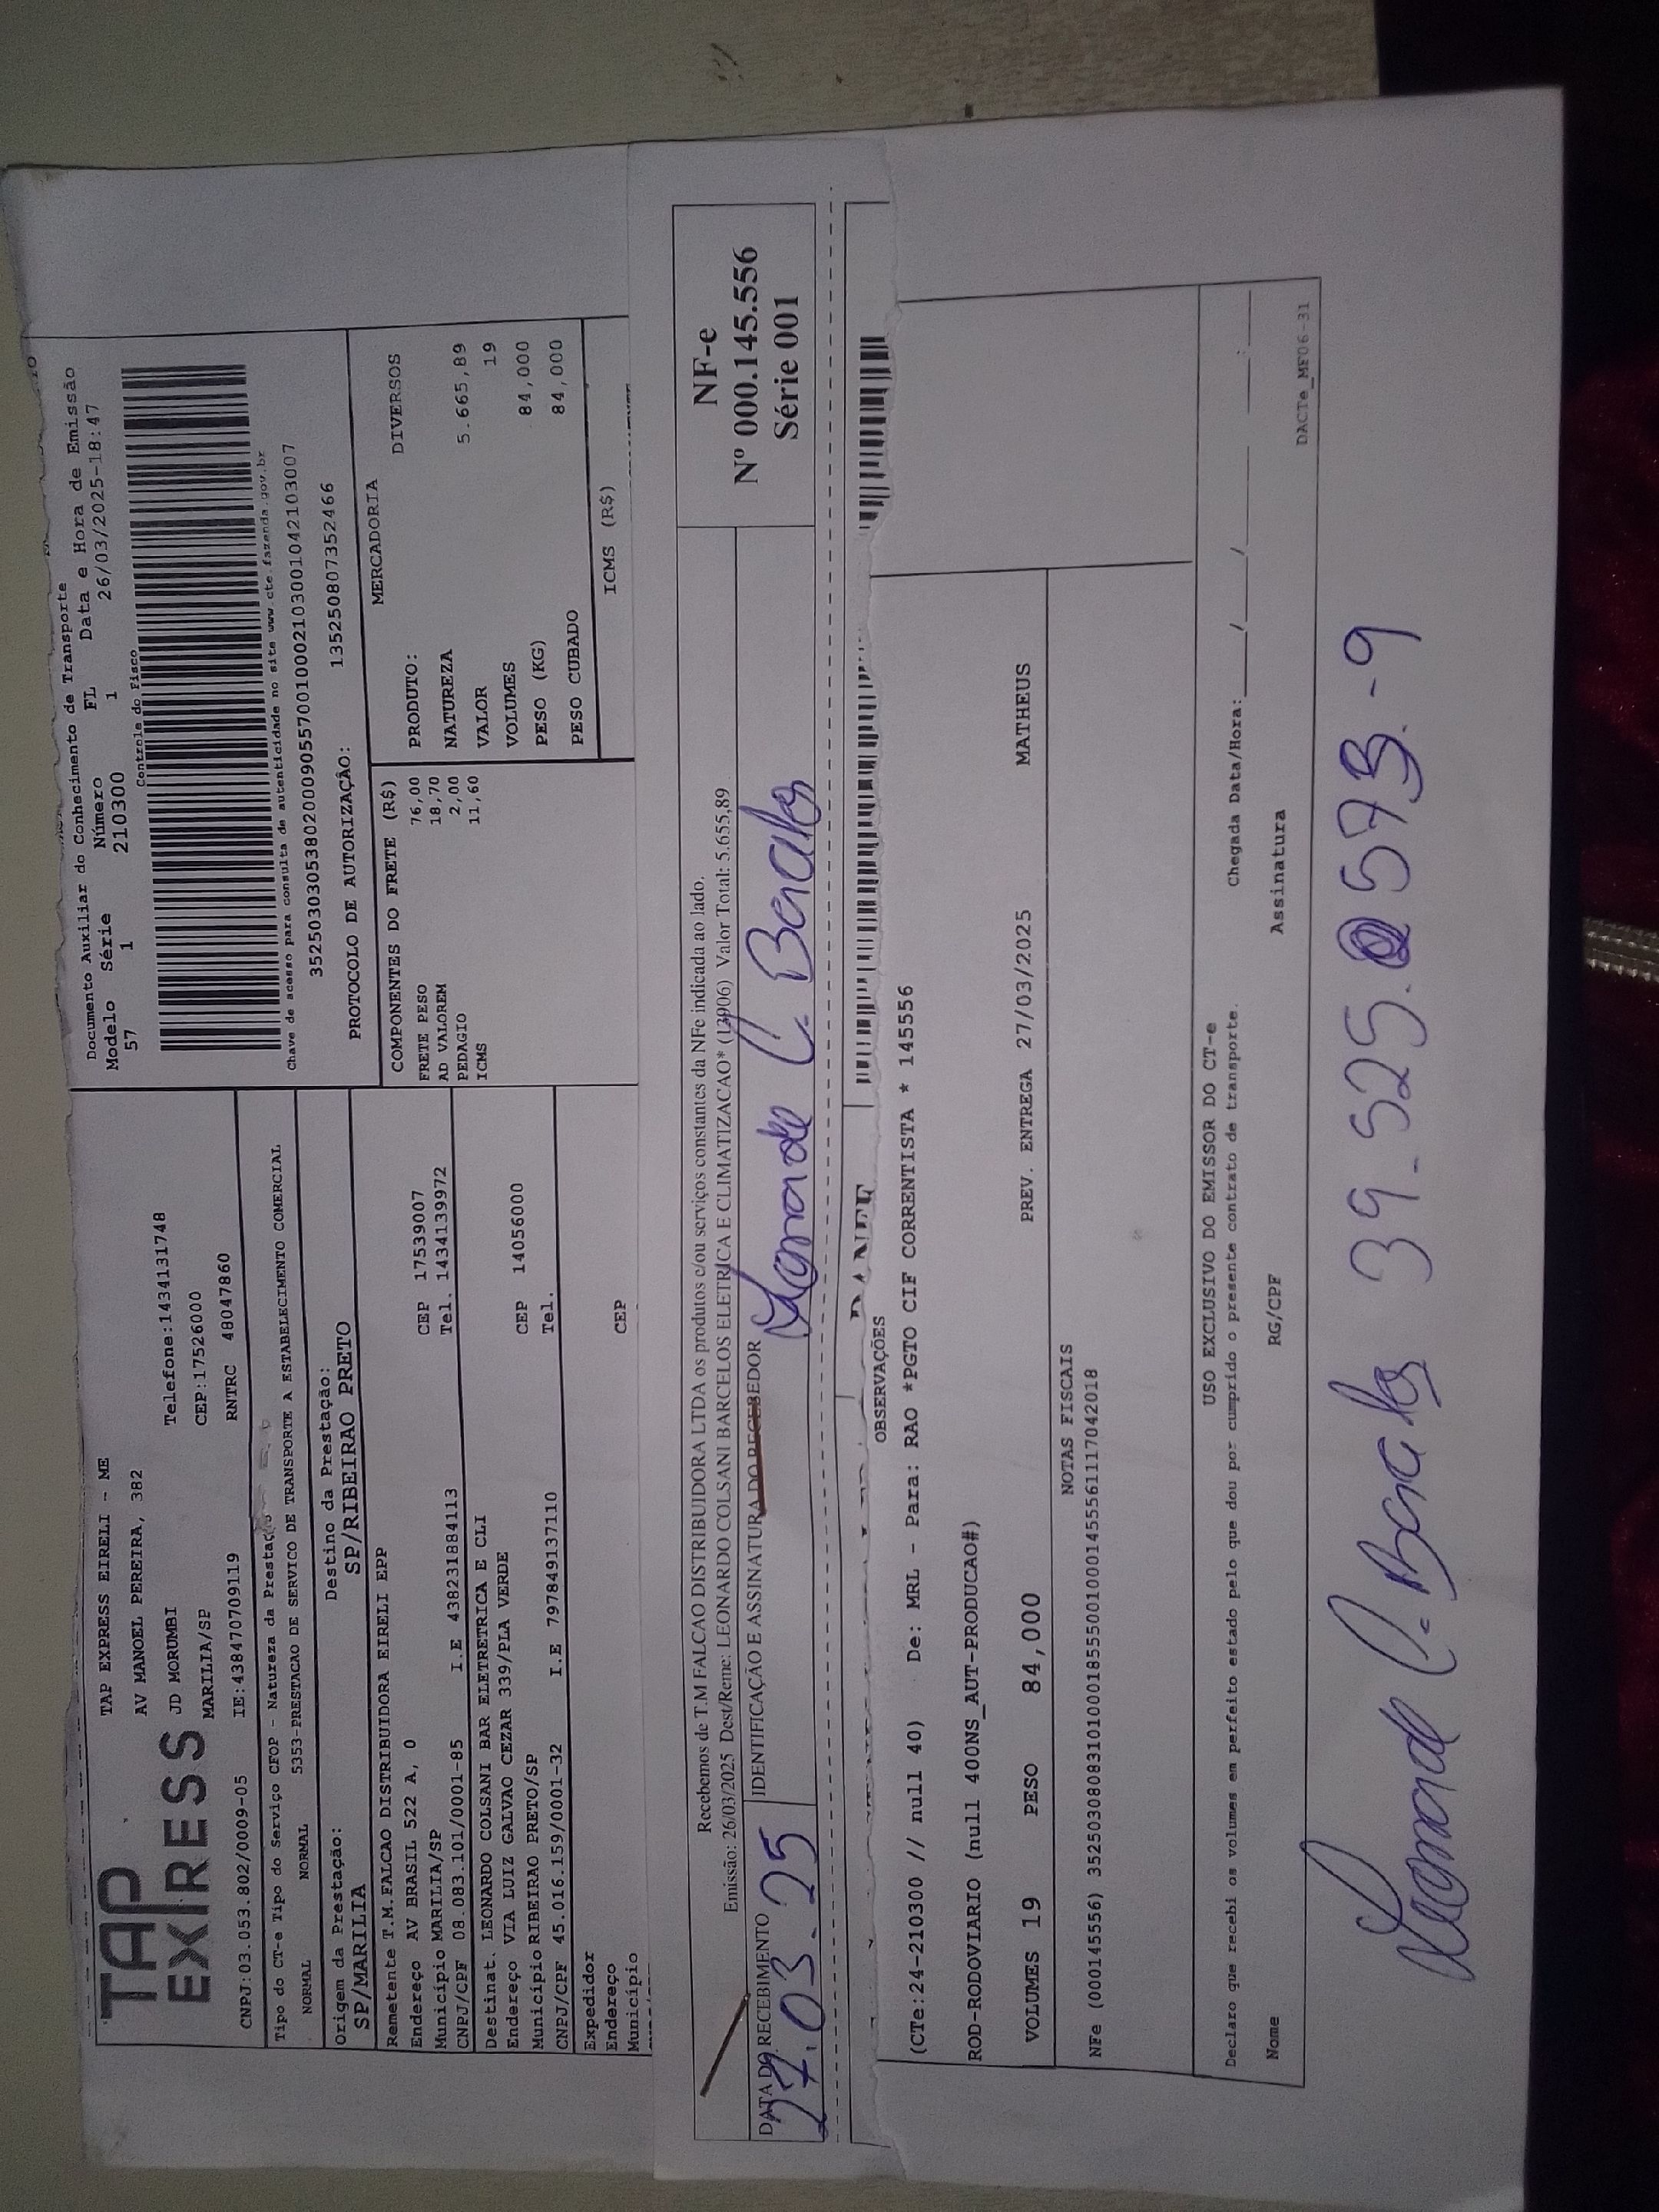 TAP
EXPRESS
TAP EXPRESS EIRELI - ME
AV MANOEL PEREIRA, 382
JD MORUMBI Telefone:1434131748
MARILIA/SP CEP:17526000
CNPJ:03.053.802/0009-05 IE:438470709119 RNTRC 48047860
Documento Auxiliar do Conhecimento de Transporte
Modelo Série Número FL Data e Hora de Emissão
57 1 210300 1 26/03/2025-18:47
Controle do Fisco
Chave de acesso para consulta de autenticidade no site www.cte.fazenda.gov.br
35250303053802000905570010002103001042103007
PROTOCOLO DE AUTORIZAÇÃO: 135250807352466
Tipo do CT-e Tipo do Serviço CFOP - Natureza da Prestação
NORMAL NORMAL 5353-PRESTACAO DE SERVICO DE TRANSPORTE A ESTABELECIMENTO COMERCIAL
Origem da Prestação: Destino da Prestação:
SP/MARILIA SP/RIBEIRAO PRETO
Remetente T.M.FALCAO DISTRIBUIDORA EIRELI EPP
Endereço AV BRASIL 522 A, 0 CEP 17539007
Município MARILIA/SP Tel. 1434139972
CNPJ/CPF 08.083.101/0001-85 I.E 438231884113
Destinat. LEONARDO COLSANI BAR ELETRETRICA E CLI
Endereço VIA LUIZ GALVAO CEZAR 339/PLA VERDE CEP 14056000
Município RIBEIRAO PRETO/SP Tel.
CNPJ/CPF 45.016.159/0001-32 I.E 797849137110
Expedidor
Endereço CEP
Município
COMPONENTES DO FRETE (R$)
FRETE PESO 76,00
AD VALOREM 18,70
PEDAGIO 2,00
ICMS 11,60
MERCADORIA
PRODUTO: DIVERSOS
NATUREZA
VALOR 5.665,89
VOLUMES 19
PESO (KG) 84,000
PESO CUBADO 84,000
ICMS (R$)
Recebemos de T.M FALCAO DISTRIBUIDORA LTDA os produtos e/ou serviços constantes da NFe indicada ao lado.
Emissão: 26/03/2025 Dest/Reme: LEONARDO COLSANI BARCELOS ELETRICA E CLIMATIZACAO* (13906) Valor Total: 5.655,89
DATA DO RECEBIMENTO IDENTIFICAÇÃO E ASSINATURA DO RECEBEDOR
27.03.25
NF-e
Nº 000.145.556
Série 001
DANFE
OBSERVAÇÕES
(CTe:24-210300 // null 40) De: MRL - Para: RAO *PGTO CIF CORRENTISTA * 145556
ROD-RODOVIARIO (null 400NS_AUT-PRODUCAO#)
VOLUMES 19 PESO 84,000 PREV. ENTREGA 27/03/2025 MATHEUS
NOTAS FISCAIS
NFe (000145556) 35250308083101000185550010001455561117042018
USO EXCLUSIVO DO EMISSOR DO CT-e
Declaro que recebi os volumes em perfeito estado pelo que dou por cumprido o presente contrato de transporte. Chegada Data/Hora: ___/___/___ ___:___
Nome RG/CPF Assinatura
DACTe_MF06-31